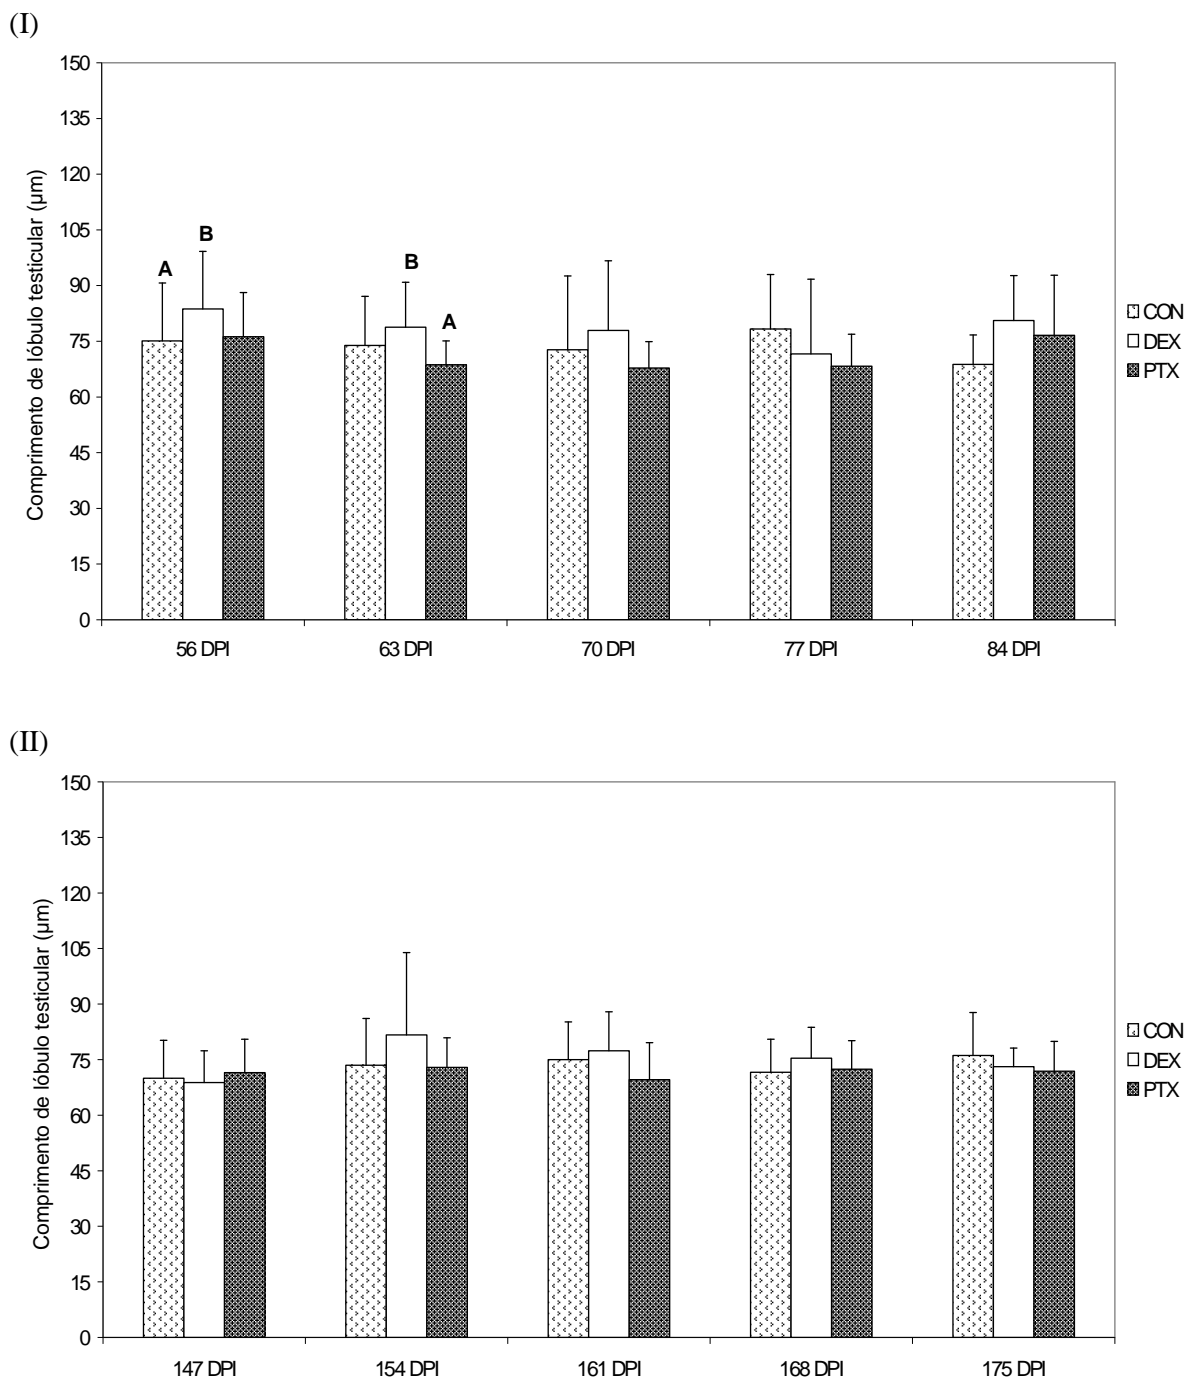 (I)
150
135
120
105
90
75
60
45
30
15
0
Comprimento de lóbulo testicular (µm)
A
B
B
A
56 DPI
63 DPI
70 DPI
77 DPI
84 DPI
CON
DEX
PTX
(II)
150
135
120
105
90
75
60
45
30
15
0
Comprimento de lóbulo testicular (µm)
147 DPI
154 DPI
161 DPI
168 DPI
175 DPI
CON
DEX
PTX